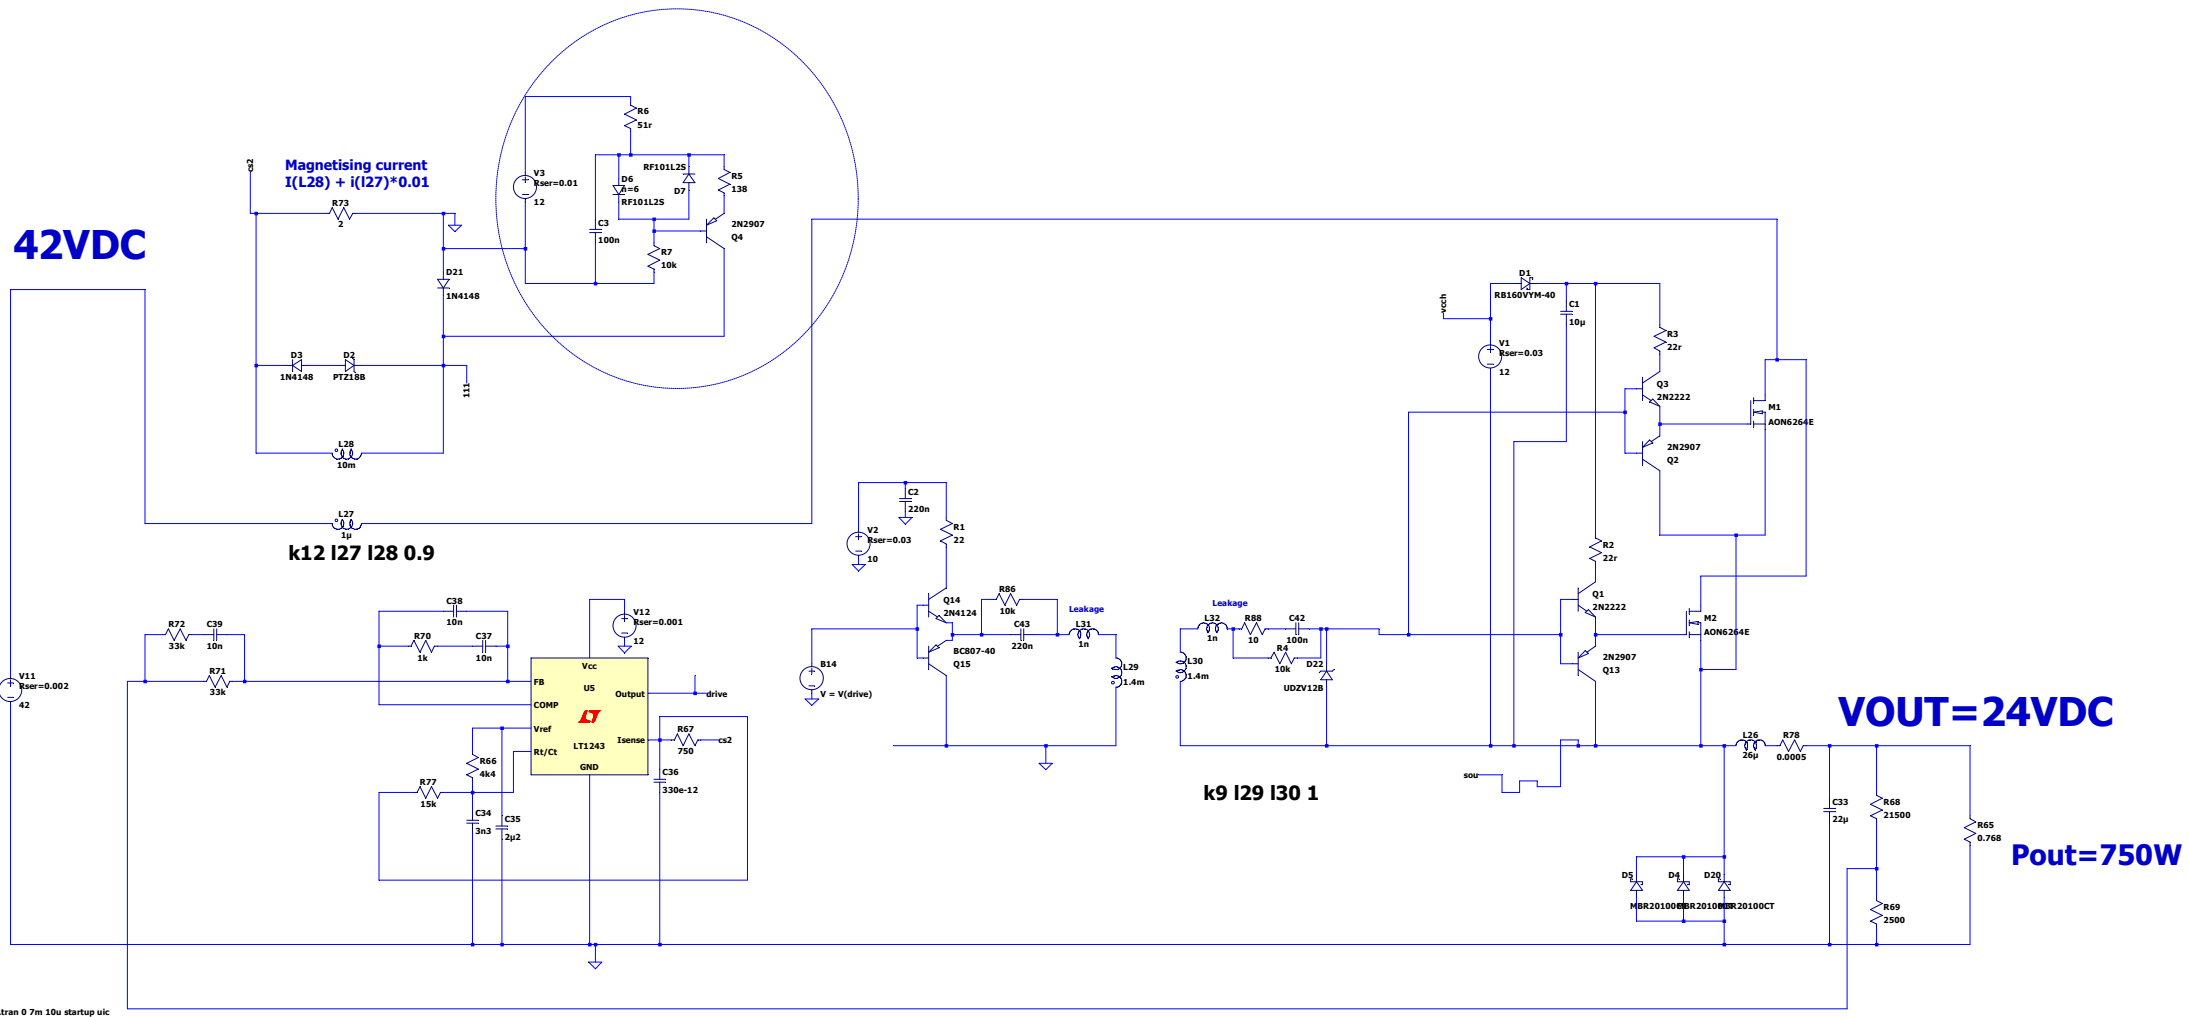 R6
51r
cs2
Magnetising current
I(L28) + i(l27)*0.01
V3
Rser=0.01
12
D6
n=6
RF101L2S
RF101L2S
D7
R5
138
R73
2
C3
100n
2N2907
Q4
R7
10k
42VDC
D21
1N4148
D3
1N4148
D2
PTZ18B
111
L28
10m
L27
1µ
k12 l27 l28 0.9
vcch
D1
RB160VYM-40
C1
10µ
V1
Rser=0.03
12
R3
22r
Q3
2N2222
2N2907
Q2
M1
AON6264E
C2
220n
V2
Rser=0.03
10
R1
22
R2
22r
Q14
2N4124
BC807-40
Q15
R86
10k
C43
220n
Leakage
L31
1n
L29
1.4m
Leakage
L32
1n
R88
10
C42
100n
R4
10k
L30
1.4m
D22
UDZV12B
Q1
2N2222
2N2907
Q13
M2
AON6264E
B14
V = V(drive)
C38
10n
R70
1k
C37
10n
R72
33k
C39
10n
R71
33k
V12
Rser=0.001
12
V11
Rser=0.002
42
Vcc
FB
U5
Output
COMP
Vref
Isense
Rt/Ct
LT1243
GND
drive
R67
750
cs2
R66
4k4
R77
15k
C34
3n3
C35
2µ2
C36
330e-12
k9 l29 l30 1
sou
VOUT=24VDC
L26
26µ
R78
0.0005
C33
22µ
R68
21500
R65
0.768
Pout=750W
D5
D4
D20
MBR20100CT
R69
2500
.tran 0 7m 10u startup uic